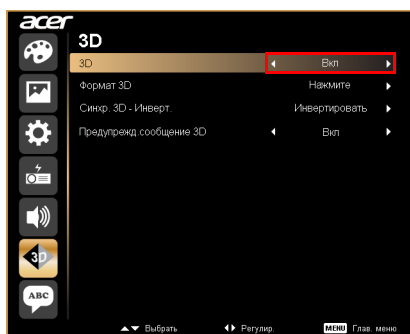 acer
3D
3D Вкл
Формат 3D Нажмите
Синхр. 3D - Инверт. Инвертировать
Предупрежд.сообщение 3D Вкл
3D
ABC
Выбрать Регулир. MENU Глав. меню